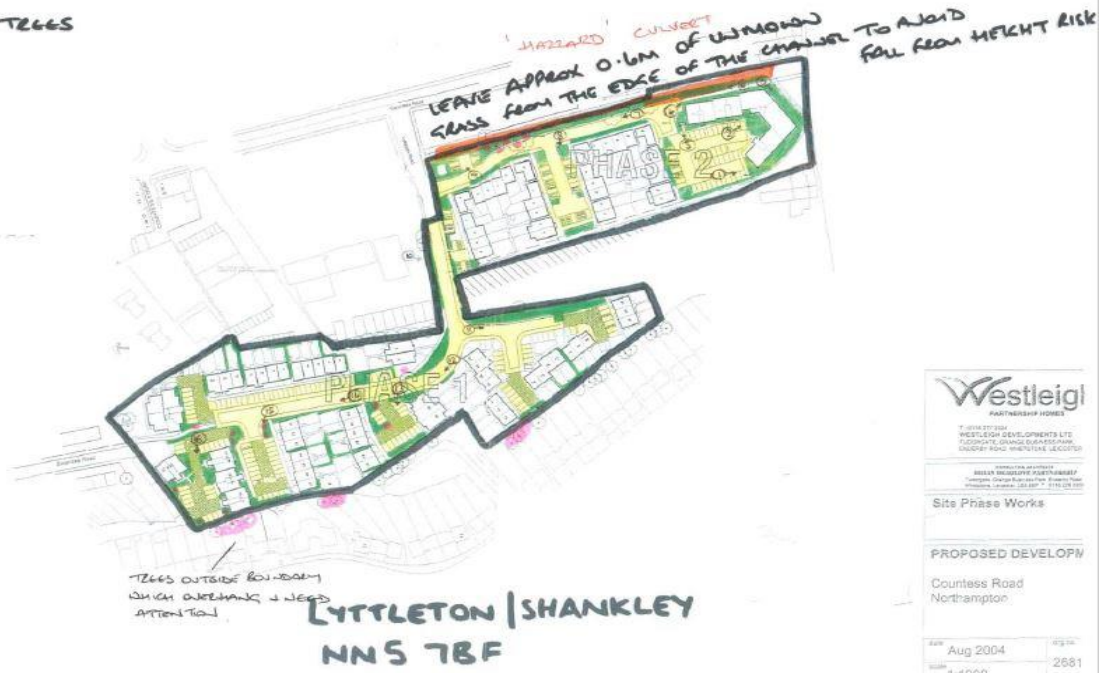 TREES
'HAZZARD' CULVERT
LEAVE APPROX 0.6M OF UNMOWN
GRASS FROM THE EDGE OF THE CHANNEL TO AVOID
FALL FROM HEIGHT RISK
PHASE 2
PHASE 1
TREES OUTSIDE BOUNDARY
WHICH OVERHANG & NEED
ATTENTION
LYTTLETON | SHANKLEY
NN5 7BF
Westleigh
PARTNERSHIP HOMES
WESTLEIGH DEVELOPMENTS LTD
Site Phase Works
PROPOSED DEVELOPM
Countess Road
Northampton
date
Aug 2004
2681